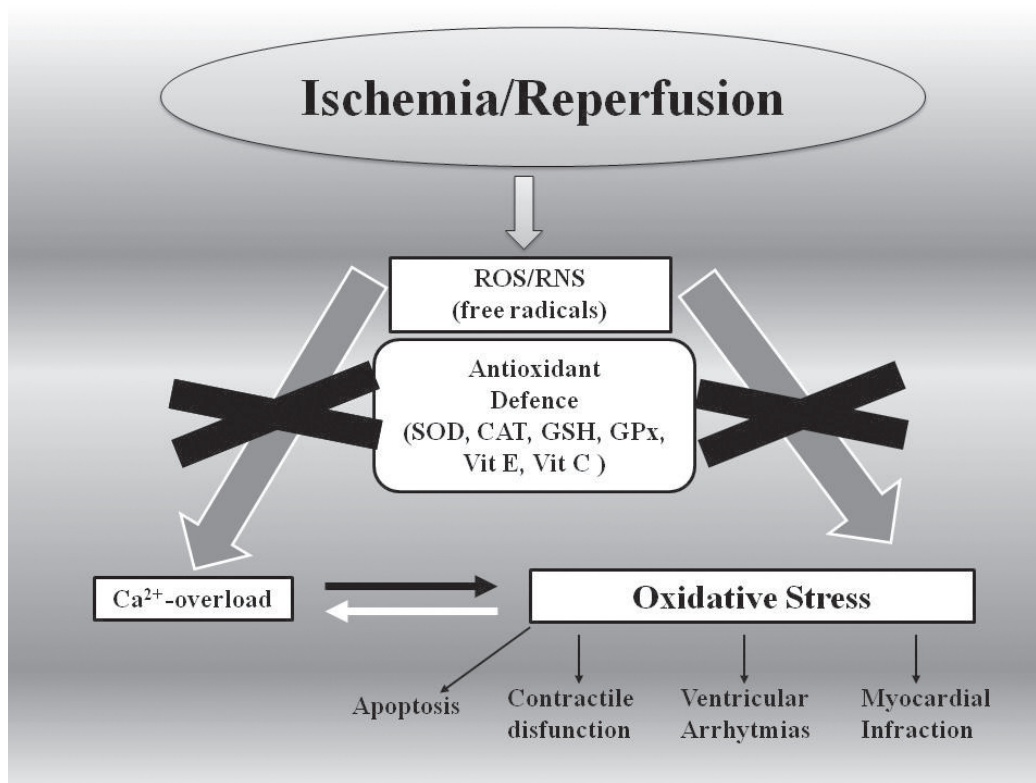 Ischemia/Reperfusion
ROS/RNS
(free radicals)
Antioxidant
Defence
(SOD, CAT, GSH, GPx,
Vit E, Vit C )
Ca²⁺-overload
Oxidative Stress
Apoptosis
Contractile
disfunction
Ventricular
Arrhytmias
Myocardial
Infraction